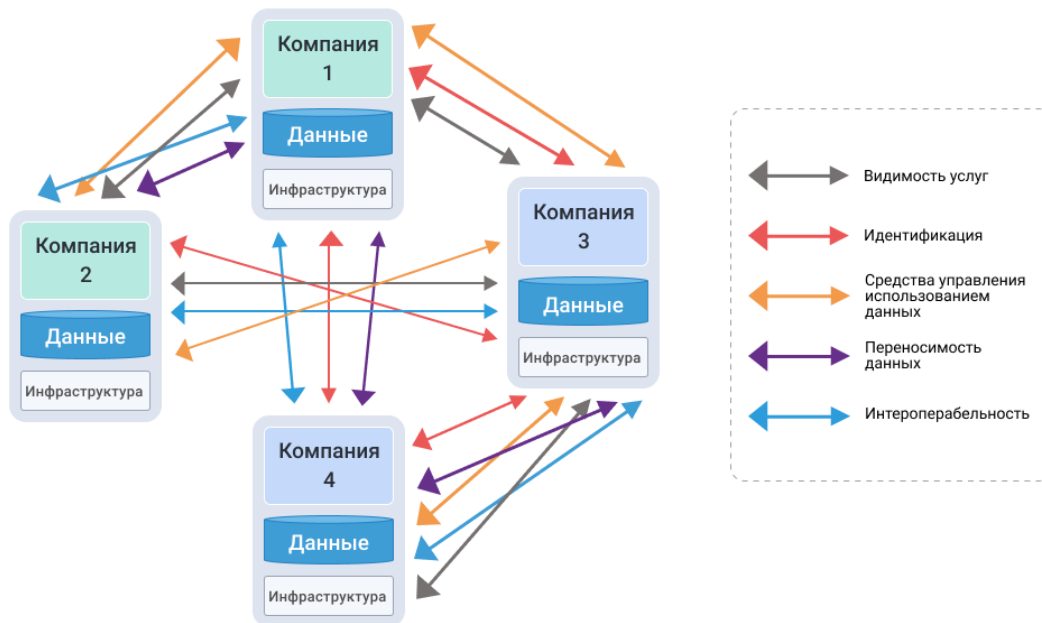 Компания
1
Данные
Инфраструктура
Компания
2
Данные
Инфраструктура
Компания
3
Данные
Инфраструктура
Компания
4
Данные
Инфраструктура
Видимость услуг
Идентификация
Средства управления
использованием
данных
Переносимость
данных
Интероперабельность